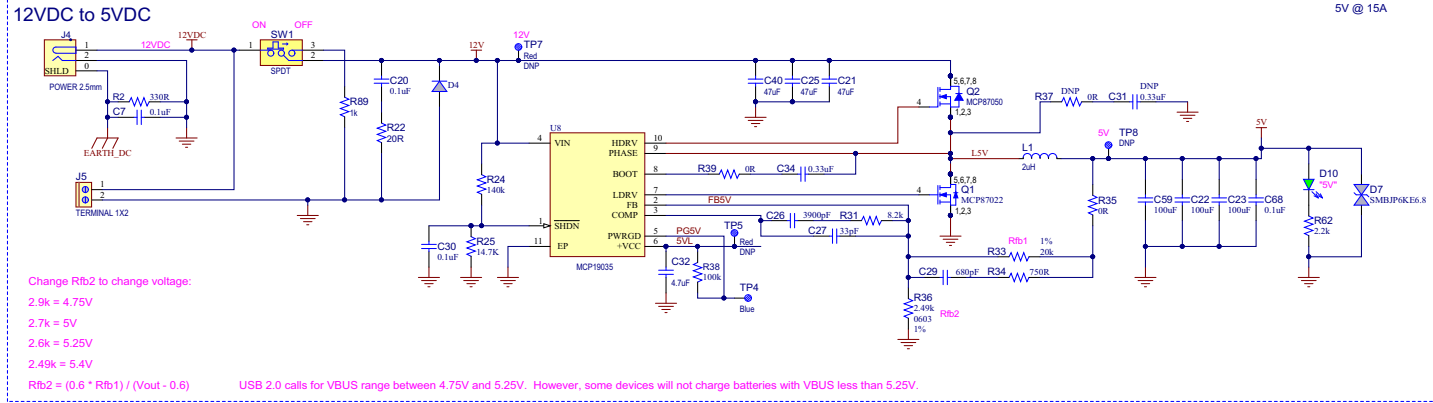 12VDC to 5VDC
5V @ 15A
J4
1
2
0
SHLD
POWER 2.5mm
12VDC
12VDC
ON
OFF
SW1
1
3
2
SPDT
R2
330R
C7
0.1uF
EARTH_DC
J5
1
2
TERMINAL 1X2
R89
1k
C20
0.1uF
R22
20R
D4
12V
12V
TP7
Red
DNP
R24
140k
C30
0.1uF
R25
14.7K
U8
4
VIN
1
SHDN
11
EP
HDRV
10
PHASE
9
BOOT
8
LDRV
7
FB
2
COMP
3
PWRGD
5
+VCC
6
MCP19035
C40
47uF
C25
47uF
C21
47uF
5,6,7,8
Q2
MCP87050
4
1,2,3
R37
DNP
0R
C31
DNP
0.33uF
R39
0R
C34
0.33uF
L5V
L1
2uH
5V
TP8
DNP
5V
5,6,7,8
Q1
MCP87022
4
1,2,3
FB5V
C26
3900pF
R31
8.2k
C27
33pF
PG5V
5VL
TP5
Red
DNP
C32
4.7uF
R38
100k
TP4
Blue
R35
0R
C59
100uF
C22
100uF
C23
100uF
C68
0.1uF
D10
"5V"
R62
2.2k
D7
SMBJP6KE6.8
Rfb1
1%
R33
20k
C29
680pF
R34
750R
R36
2.49k
0603
1%
Rfb2
Change Rfb2 to change voltage:
2.9k = 4.75V
2.7k = 5V
2.6k = 5.25V
2.49k = 5.4V
Rfb2 = (0.6 * Rfb1) / (Vout - 0.6)
USB 2.0 calls for VBUS range between 4.75V and 5.25V. However, some devices will not charge batteries with VBUS less than 5.25V.